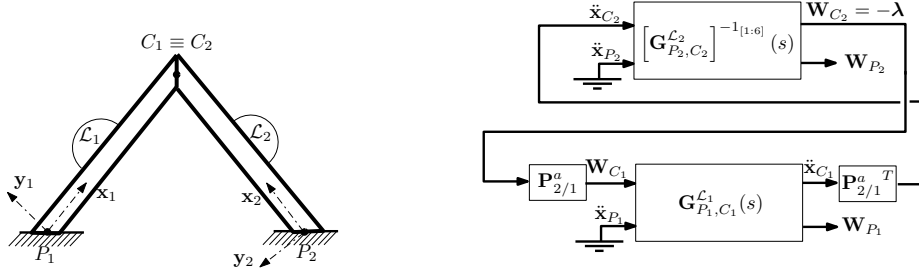 C₁ ≡ C₂
ℒ₁
ℒ₂
y₁
x₁
x₂
P₁
P₂
y₂
ẍ_{C₂}
W_{C₂} = −λ
[G^{ℒ₂}_{P₂,C₂}]^{−1_{[1:6]}}(s)
ẍ_{P₂}
W_{P₂}
P^a_{2/1}
W_{C₁}
G^{ℒ₁}_{P₁,C₁}(s)
ẍ_{C₁}
P^a_{2/1}^T
ẍ_{P₁}
W_{P₁}